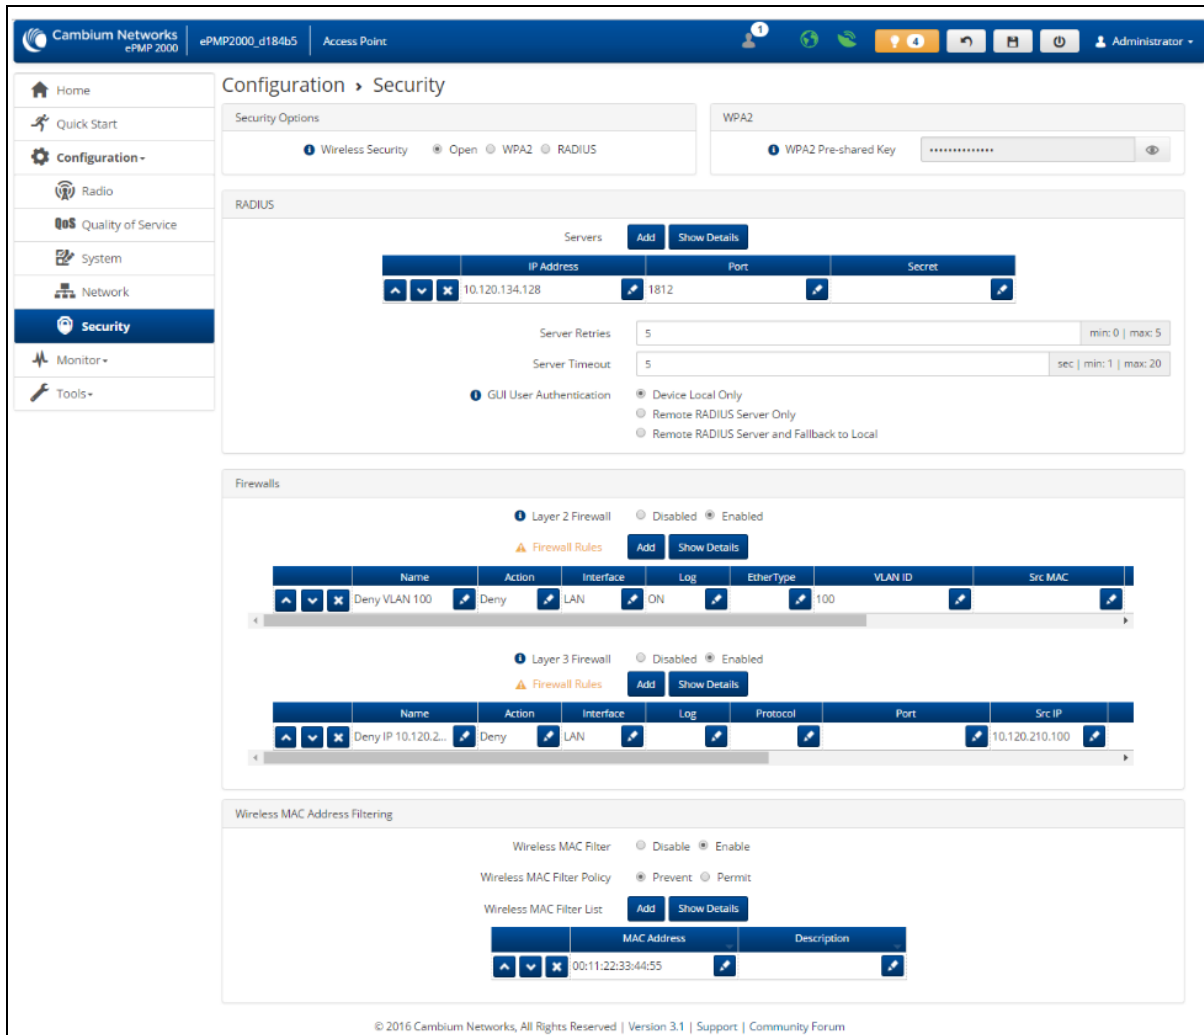 Cambium Networks
ePMP 2000
ePMP2000_d184b5
Access Point
1
4
Administrator
Home
Quick Start
Configuration
Radio
QoS Quality of Service
System
Network
Security
Monitor
Tools
Configuration › Security
Security Options
Wireless Security Open WPA2 RADIUS
WPA2
WPA2 Pre-shared Key ••••••••••••••
RADIUS
Servers Add Show Details
IP Address Port Secret
10.120.134.128 1812
Server Retries 5 min: 0 | max: 5
Server Timeout 5 sec | min: 1 | max: 20
GUI User Authentication Device Local Only
Remote RADIUS Server Only
Remote RADIUS Server and Fallback to Local
Firewalls
Layer 2 Firewall Disabled Enabled
Firewall Rules Add Show Details
Name Action Interface Log EtherType VLAN ID Src MAC
Deny VLAN 100 Deny LAN ON 100
Layer 3 Firewall Disabled Enabled
Firewall Rules Add Show Details
Name Action Interface Log Protocol Port Src IP
Deny IP 10.120.2... Deny LAN 10.120.210.100
Wireless MAC Address Filtering
Wireless MAC Filter Disable Enable
Wireless MAC Filter Policy Prevent Permit
Wireless MAC Filter List Add Show Details
MAC Address Description
00:11:22:33:44:55
© 2016 Cambium Networks, All Rights Reserved | Version 3.1 | Support | Community Forum